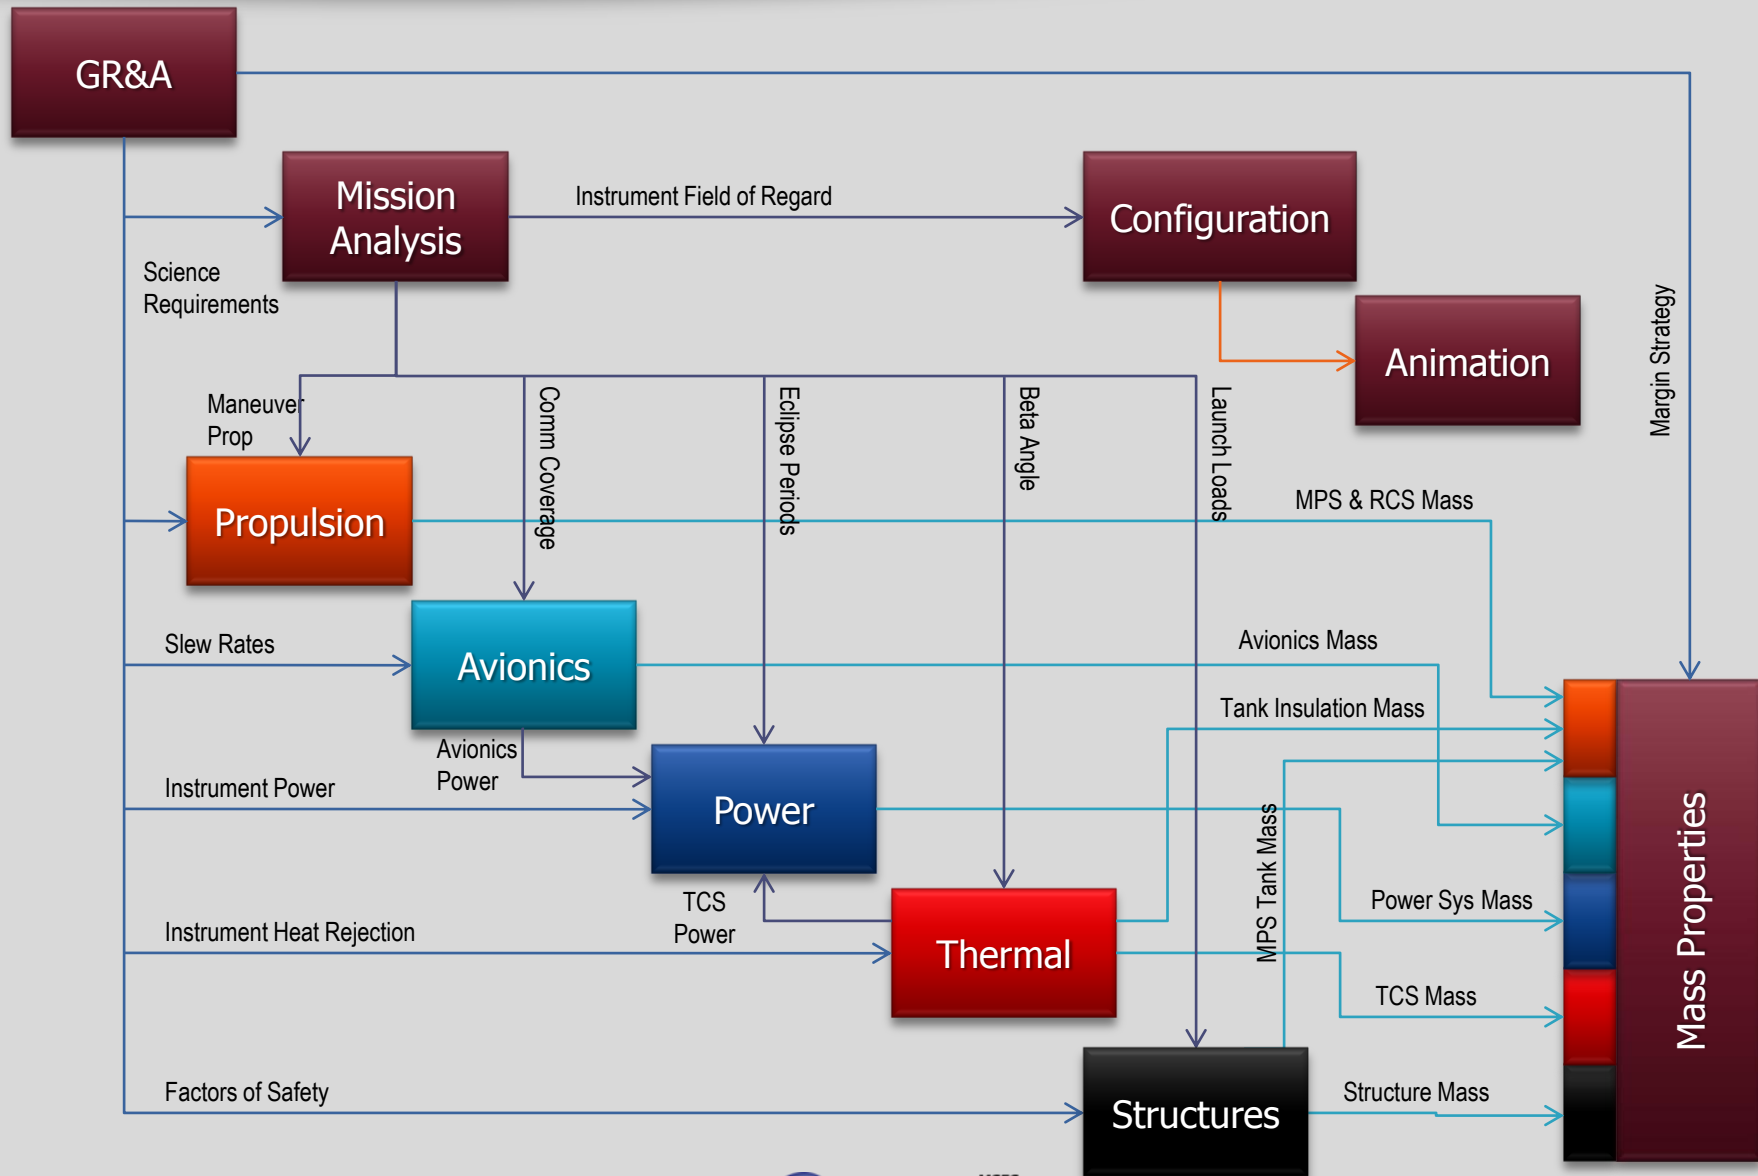 GR&A
Mission
Analysis
Instrument Field of Regard
Configuration
Science
Requirements
Animation
Margin Strategy
Maneuver
Prop
Comm Coverage
Eclipse Periods
Beta Angle
Launch Loads
Propulsion
MPS & RCS Mass
Slew Rates
Avionics
Avionics Mass
Tank Insulation Mass
Avionics
Power
Instrument Power
Power
MPS Tank Mass
Mass Properties
TCS
Power
Power Sys Mass
Instrument Heat Rejection
Thermal
TCS Mass
Factors of Safety
Structures
Structure Mass